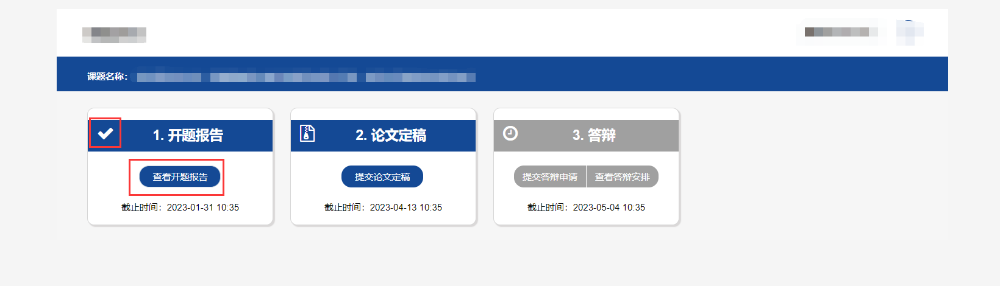 课题名称：
1. 开题报告
查看开题报告
截止时间：2023-01-31 10:35
2. 论文定稿
提交论文定稿
截止时间：2023-04-13 10:35
3. 答辩
提交答辩申请 查看答辩安排
截止时间：2023-05-04 10:35